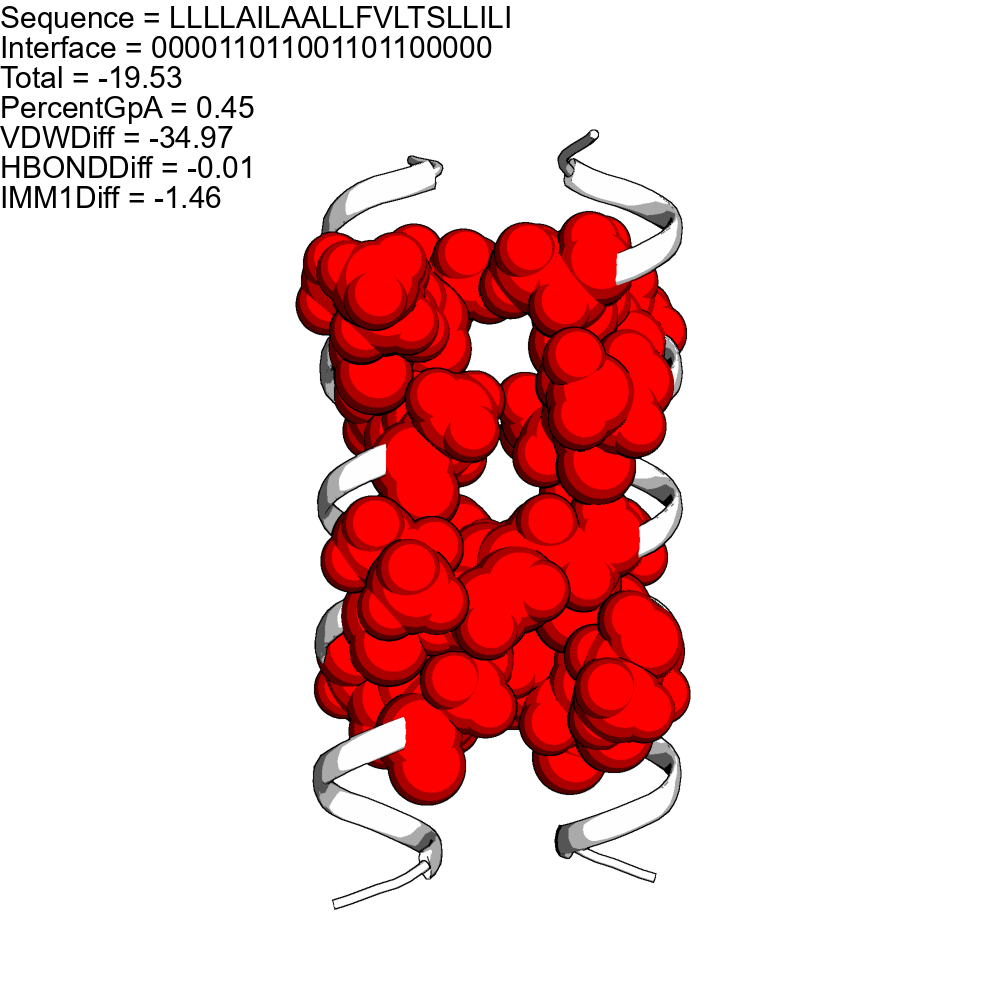 Sequence = LLLLAILAALLFVLTSLLILI
Interface = 000011011001101100000
Total = -19.53
PercentGpA = 0.45
VDWDiff = -34.97
HBONDDiff = -0.01
IMM1Diff = -1.46